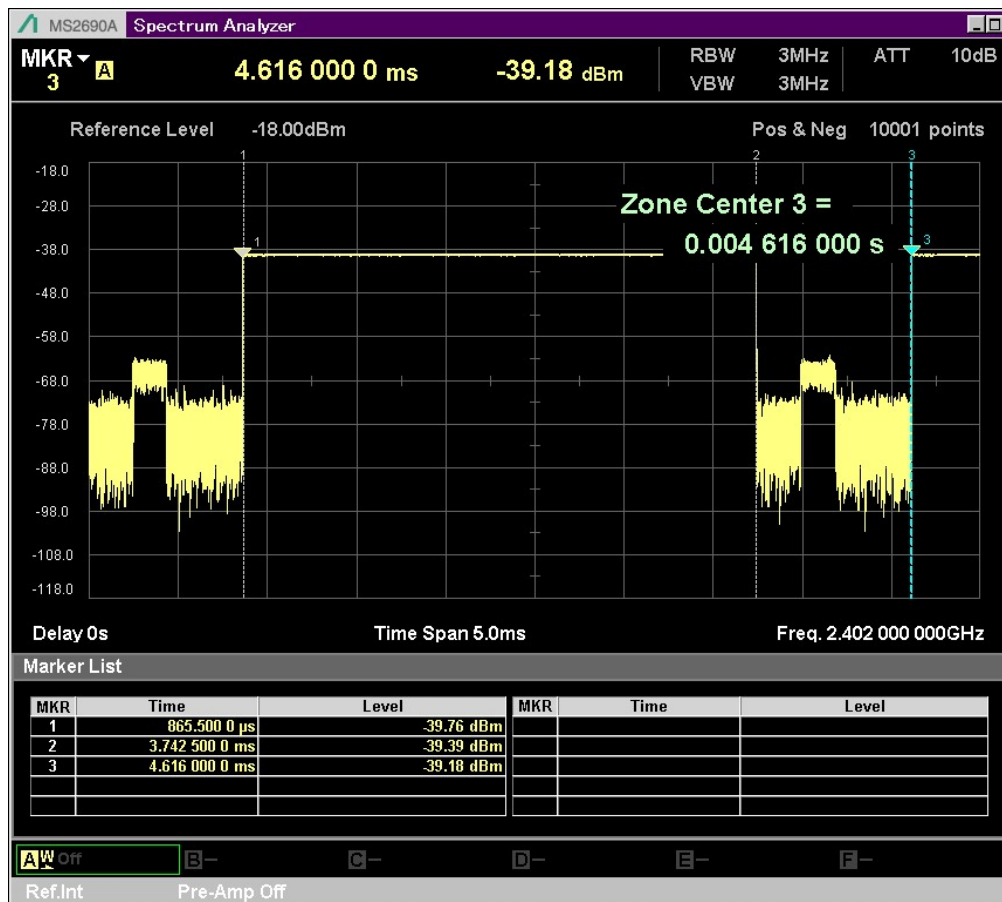 MS2690A Spectrum Analyzer
MKR A 4.616 000 0 ms -39.18 dBm RBW 3MHz ATT 10dB
3 VBW 3MHz
Reference Level -18.00dBm Pos & Neg 10001 points
1 2 3
-18.0
Zone Center 3 =
-28.0
0.004 616 000 s
1 3
-38.0
-48.0
-58.0
-68.0
-78.0
-88.0
-98.0
-108.0
-118.0
Delay 0s Time Span 5.0ms Freq. 2.402 000 000GHz
Marker List
MKR Time Level MKR Time Level
1 865.500 0 µs -39.76 dBm
2 3.742 500 0 ms -39.39 dBm
3 4.616 000 0 ms -39.18 dBm
A W Off B- C- D- E- F-
Ref.Int Pre-Amp Off